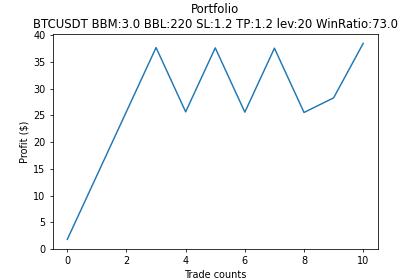 Portfolio
BTCUSDT BBM:3.0 BBL:220 SL:1.2 TP:1.2 lev:20 WinRatio:73.0
40
35
30
25
20
15
10
5
0
Profit ($)
0 2 4 6 8 10
Trade counts